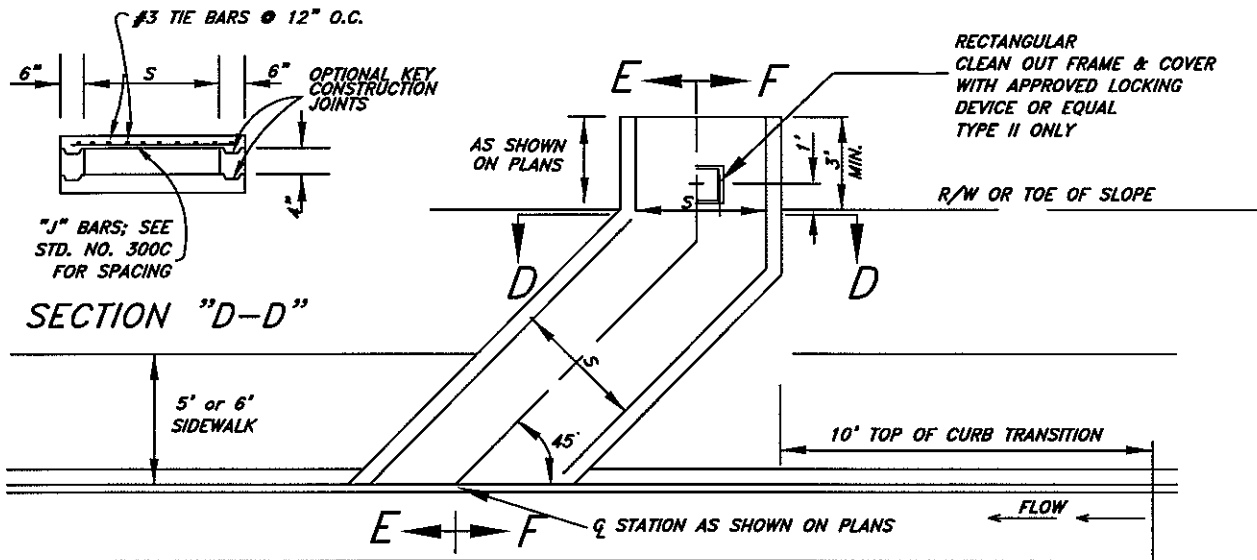 #3 TIE BARS @ 12" O.C.
6"
S
6"
OPTIONAL KEY
CONSTRUCTION
JOINTS
4"
"J" BARS; SEE
STD. NO. 300C
FOR SPACING
SECTION "D-D"
E
F
RECTANGULAR
CLEAN OUT FRAME & COVER
WITH APPROVED LOCKING
DEVICE OR EQUAL
TYPE II ONLY
AS SHOWN
ON PLANS
1'
3'
MIN.
S
R/W OR TOE OF SLOPE
D
D
S
5' or 6'
SIDEWALK
45°
10' TOP OF CURB TRANSITION
E
F
℄ STATION AS SHOWN ON PLANS
FLOW